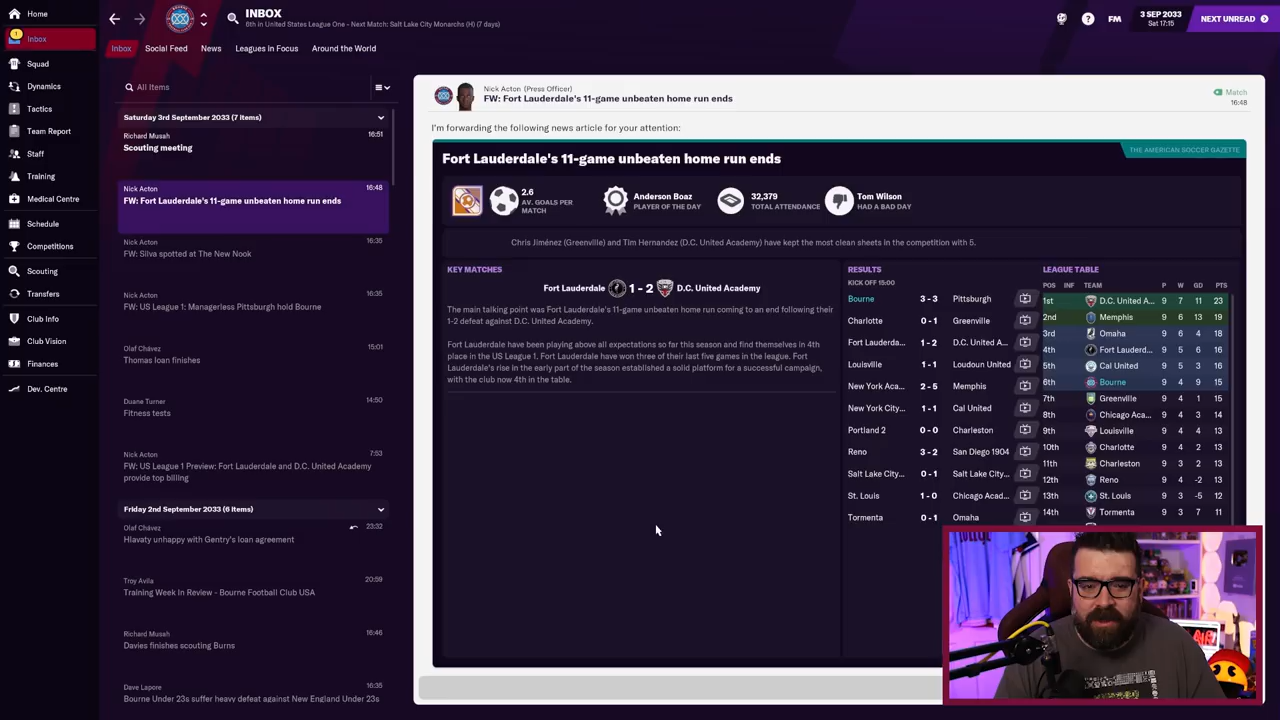 Home
INBOX
6th in United States League One - Next Match: Salt Lake City Monarchs (H) (7 days)
FM
3 SEP 2033
Sat 17:15
NEXT UNREAD
1
Inbox
Squad
Dynamics
Tactics
Team Report
Staff
Training
Medical Centre
Schedule
Competitions
Scouting
Transfers
Club Info
Club Vision
Finances
Dev. Centre
Inbox
Social Feed
News
Leagues in Focus
Around the World
All Items
Saturday 3rd September 2033 (7 items)
Richard Musah
16:51
Scouting meeting
Nick Acton
16:48
FW: Fort Lauderdale's 11-game unbeaten home run ends
Nick Acton
16:35
FW: Silva spotted at The New Nook
Nick Acton
16:35
FW: US League 1: Managerless Pittsburgh hold Bourne
Olaf Chávez
15:01
Thomas loan finishes
Duane Turner
14:50
Fitness tests
Nick Acton
7:53
FW: US League 1 Preview: Fort Lauderdale and D.C. United Academy
provide top billing
Friday 2nd September 2033 (6 items)
Olaf Chávez
23:32
Hlavaty unhappy with Gentry's loan agreement
Troy Avila
20:59
Training Week In Review - Bourne Football Club USA
Richard Musah
16:46
Davies finishes scouting Burns
Dave Lapore
16:35
Bourne Under 23s suffer heavy defeat against New England Under 23s
Nick Acton (Press Officer)
FW: Fort Lauderdale's 11-game unbeaten home run ends
Match
16:48
I'm forwarding the following news article for your attention:
Fort Lauderdale's 11-game unbeaten home run ends
THE AMERICAN SOCCER GAZETTE
2.6
AV. GOALS PER
MATCH
Anderson Boaz
PLAYER OF THE DAY
32,379
TOTAL ATTENDANCE
Tom Wilson
HAD A BAD DAY
Chris Jiménez (Greenville) and Tim Hernandez (D.C. United Academy) have kept the most clean sheets in the competition with 5.
KEY MATCHES
Fort Lauderdale 1 - 2 D.C. United Academy
The main talking point was Fort Lauderdale's 11-game unbeaten home run coming to an end following their
1-2 defeat against D.C. United Academy.
Fort Lauderdale have been playing above all expectations so far this season and find themselves in 4th
place in the US League 1. Fort Lauderdale have won three of their last five games in the league. Fort
Lauderdale's rise in the early part of the season established a solid platform for a successful campaign,
with the club now 4th in the table.
RESULTS
KICK OFF 15:00
Bourne 3 - 3 Pittsburgh
Charlotte 0 - 1 Greenville
Fort Lauderda... 1 - 2 D.C. United A...
Louisville 1 - 1 Loudoun United
New York Aca... 2 - 5 Memphis
New York City... 1 - 1 Cal United
Portland 2 0 - 0 Charleston
Reno 3 - 2 San Diego 1904
Salt Lake City... 0 - 1 Salt Lake City...
St. Louis 1 - 0 Chicago Acad...
Tormenta 0 - 1 Omaha
LEAGUE TABLE
POS INF TEAM P W GD PTS
1st D.C. United A... 9 7 11 23
2nd Memphis 9 6 13 19
3rd Omaha 9 6 4 18
4th Fort Lauderd... 9 5 6 16
5th Cal United 9 5 3 16
6th Bourne 9 4 9 15
7th Greenville 9 4 1 15
8th Chicago Aca... 9 4 3 14
9th Louisville 9 4 4 13
10th Charlotte 9 4 2 13
11th Charleston 9 3 2 13
12th Reno 9 4 -2 13
13th St. Louis 9 3 -5 12
14th Tormenta 9 3 7 11